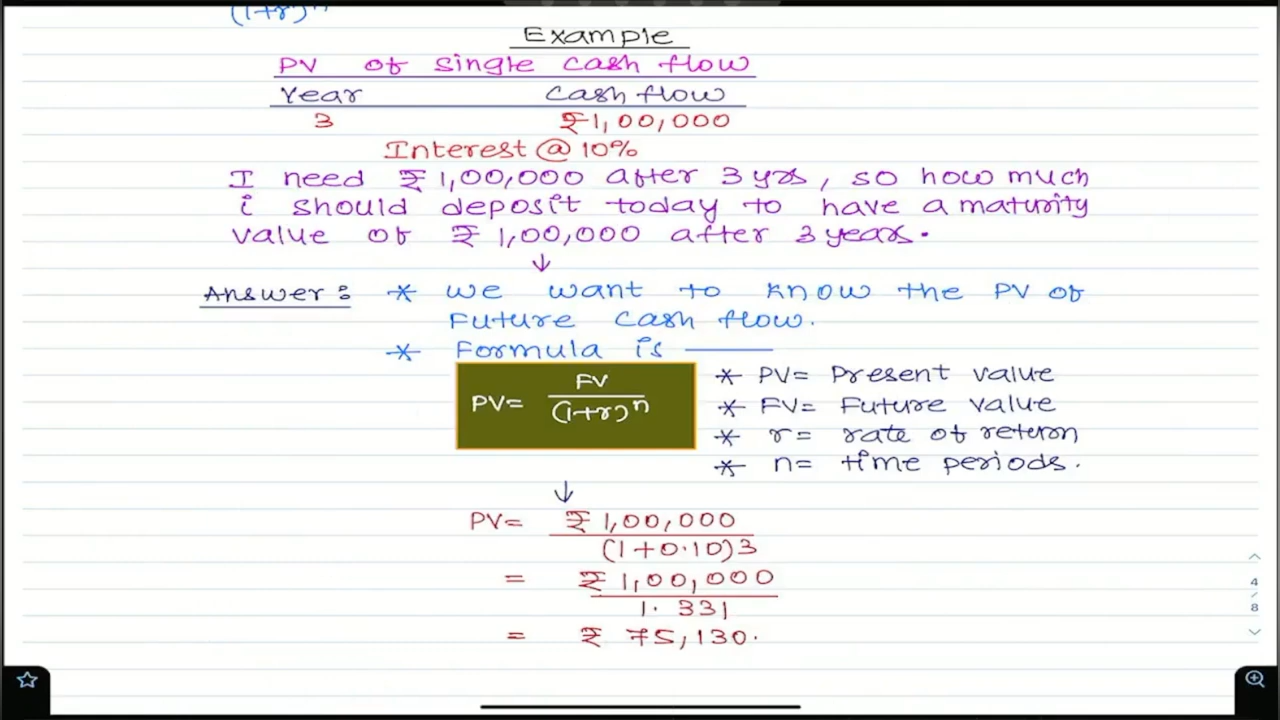 (1+r)^n
Example
PV of single cash flow
Year Cash flow
3 ₹1,00,000
Interest @ 10%
I need ₹1,00,000 after 3 yrs, so how much
i should deposit today to have a maturity
value of ₹ 1,00,000 after 3 years.
↓
Answer: * We want to know the PV of
Future Cash flow.
* Formula is ———
PV= FV/(1+r)^n
* PV= Present value
* FV= Future value
* r= rate of return
* n= time periods.
↓
PV= ₹ 1,00,000
(1+0.10)3
= ₹ 1,00,000
1.331
= ₹ 75,130.
4
/
8